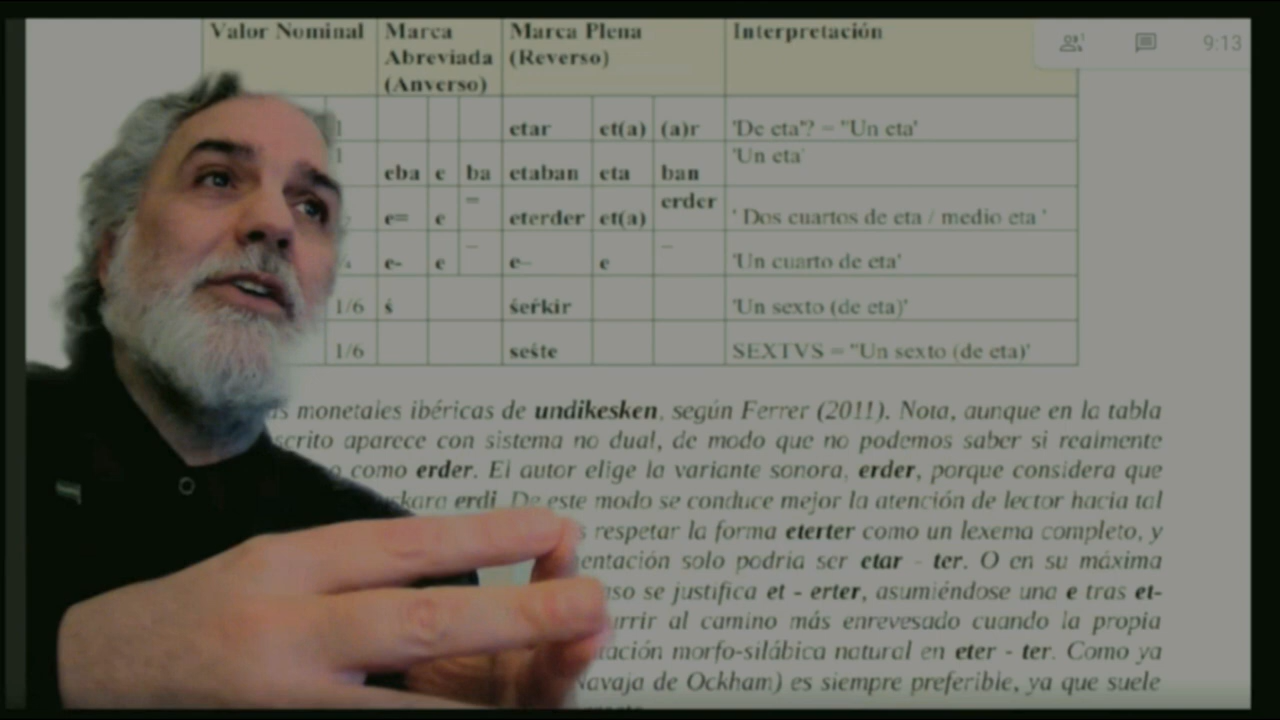 Valor Nominal Marca Abreviada (Anverso) Marca Plena (Reverso) Interpretación
9:13
1 etar et(a) (a)r 'De eta'? = "Un eta'
1 eba e ba etaban eta ban 'Un eta'
e= e = eterder et(a) erder ' Dos cuartos de eta / medio eta '
e- e - e- e - 'Un cuarto de eta'
1/6 ś śeŕkir 'Un sexto (de eta)'
1/6 seśte SEXTVS = "Un sexto (de eta)'
monetales ibéricas de undikesken, según Ferrer (2011). Nota, aunque en la tabla
aparece con sistema no dual, de modo que no podemos saber si realmente
como erder. El autor elige la variante sonora, erder, porque considera que
erdi. De este modo se conduce mejor la atención de lector hacia tal
respetar la forma eterter como un lexema completo, y
solo podría ser etar - ter. O en su máxima
se justifica et - erter, asumiéndose una e tras et-
al camino más enrevesado cuando la propia
morfo-silábica natural en eter - ter. Como ya
Navaja de Ockham) es siempre preferible, ya que suele